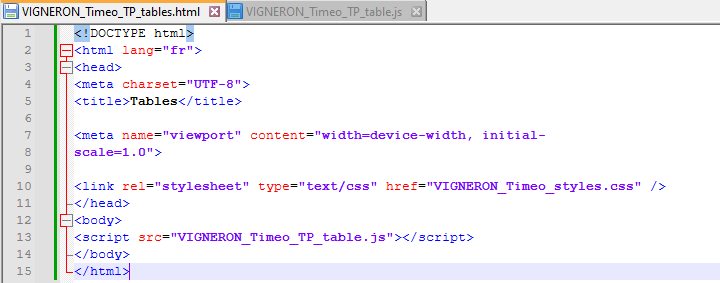 VIGNERON_Timeo_TP_tables.html VIGNERON_Timeo_TP_table.js
1 <!DOCTYPE html>
2 <html lang="fr">
3 <head>
4 <meta charset="UTF-8">
5 <title>Tables</title>
6
7 <meta name="viewport" content="width=device-width, initial-
8 scale=1.0">
9
10 <link rel="stylesheet" type="text/css" href="VIGNERON_Timeo_styles.css" />
11 </head>
12 <body>
13 <script src="VIGNERON_Timeo_TP_table.js"></script>
14 </body>
15 </html>